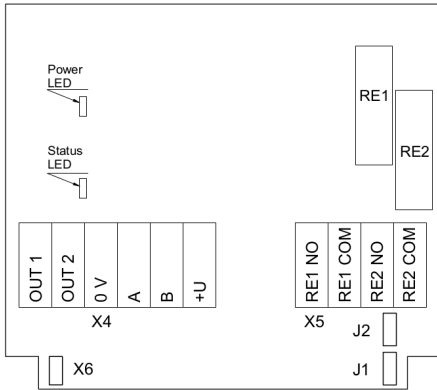 Power
LED
RE1
RE2
Status
LED
OUT 1
OUT 2
0 V
A
B
+U
RE1 NO
RE1 COM
RE2 NO
RE2 COM
X4
X5
J2
X6
J1